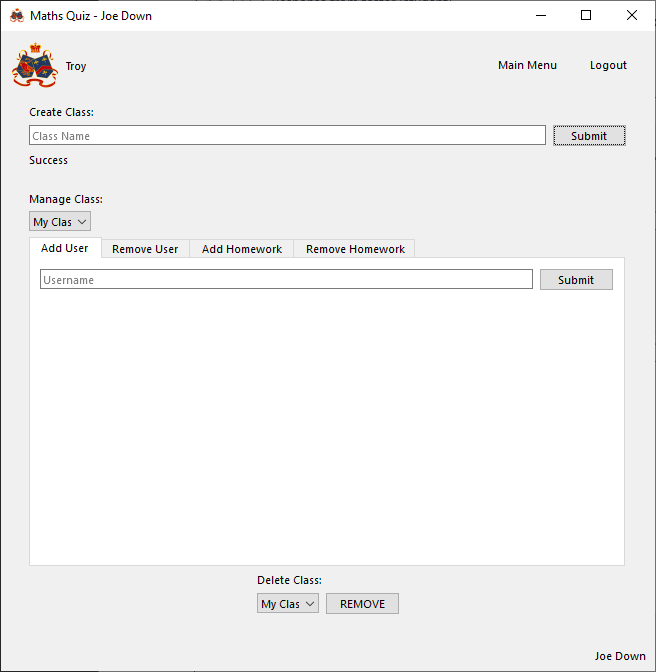 Maths Quiz - Joe Down
Troy
Main Menu
Logout
Create Class:
Class Name
Submit
Success
Manage Class:
My Clas
Add User
Remove User
Add Homework
Remove Homework
Username
Submit
Delete Class:
My Clas
REMOVE
Joe Down